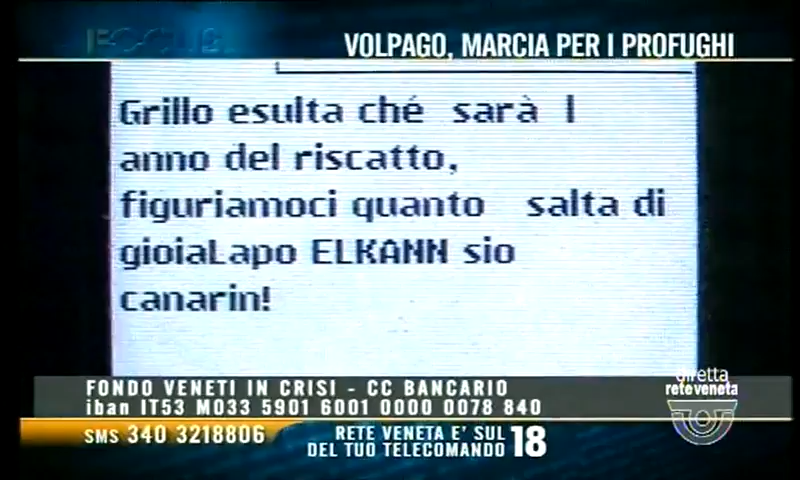 FOCUS
VOLPAGO, MARCIA PER I PROFUGHI
Grillo esulta ché sarà l
anno del riscatto,
figuriamoci quanto salta di
gioiaLapo ELKANN sio
canarin!
FONDO VENETI IN CRISI - CC BANCARIO
iban IT53 M033 5901 6001 0000 0078 840
SMS 340 3218806
RETE VENETA E' SUL
DEL TUO TELECOMANDO 18
diretta
reteveneta